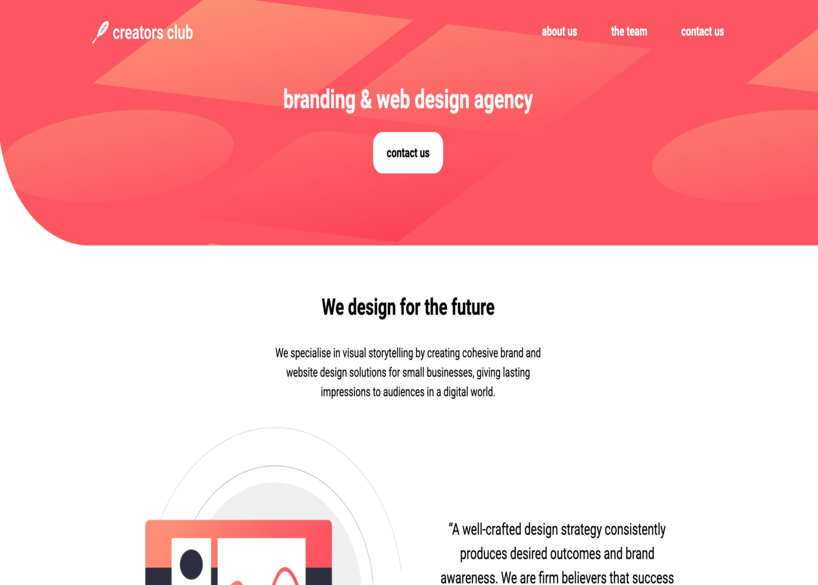 creators club
about us
the team
contact us
branding & web design agency
contact us
We design for the future
We specialise in visual storytelling by creating cohesive brand and
website design solutions for small businesses, giving lasting
impressions to audiences in a digital world.
“A well-crafted design strategy consistently
produces desired outcomes and brand
awareness. We are firm believers that success